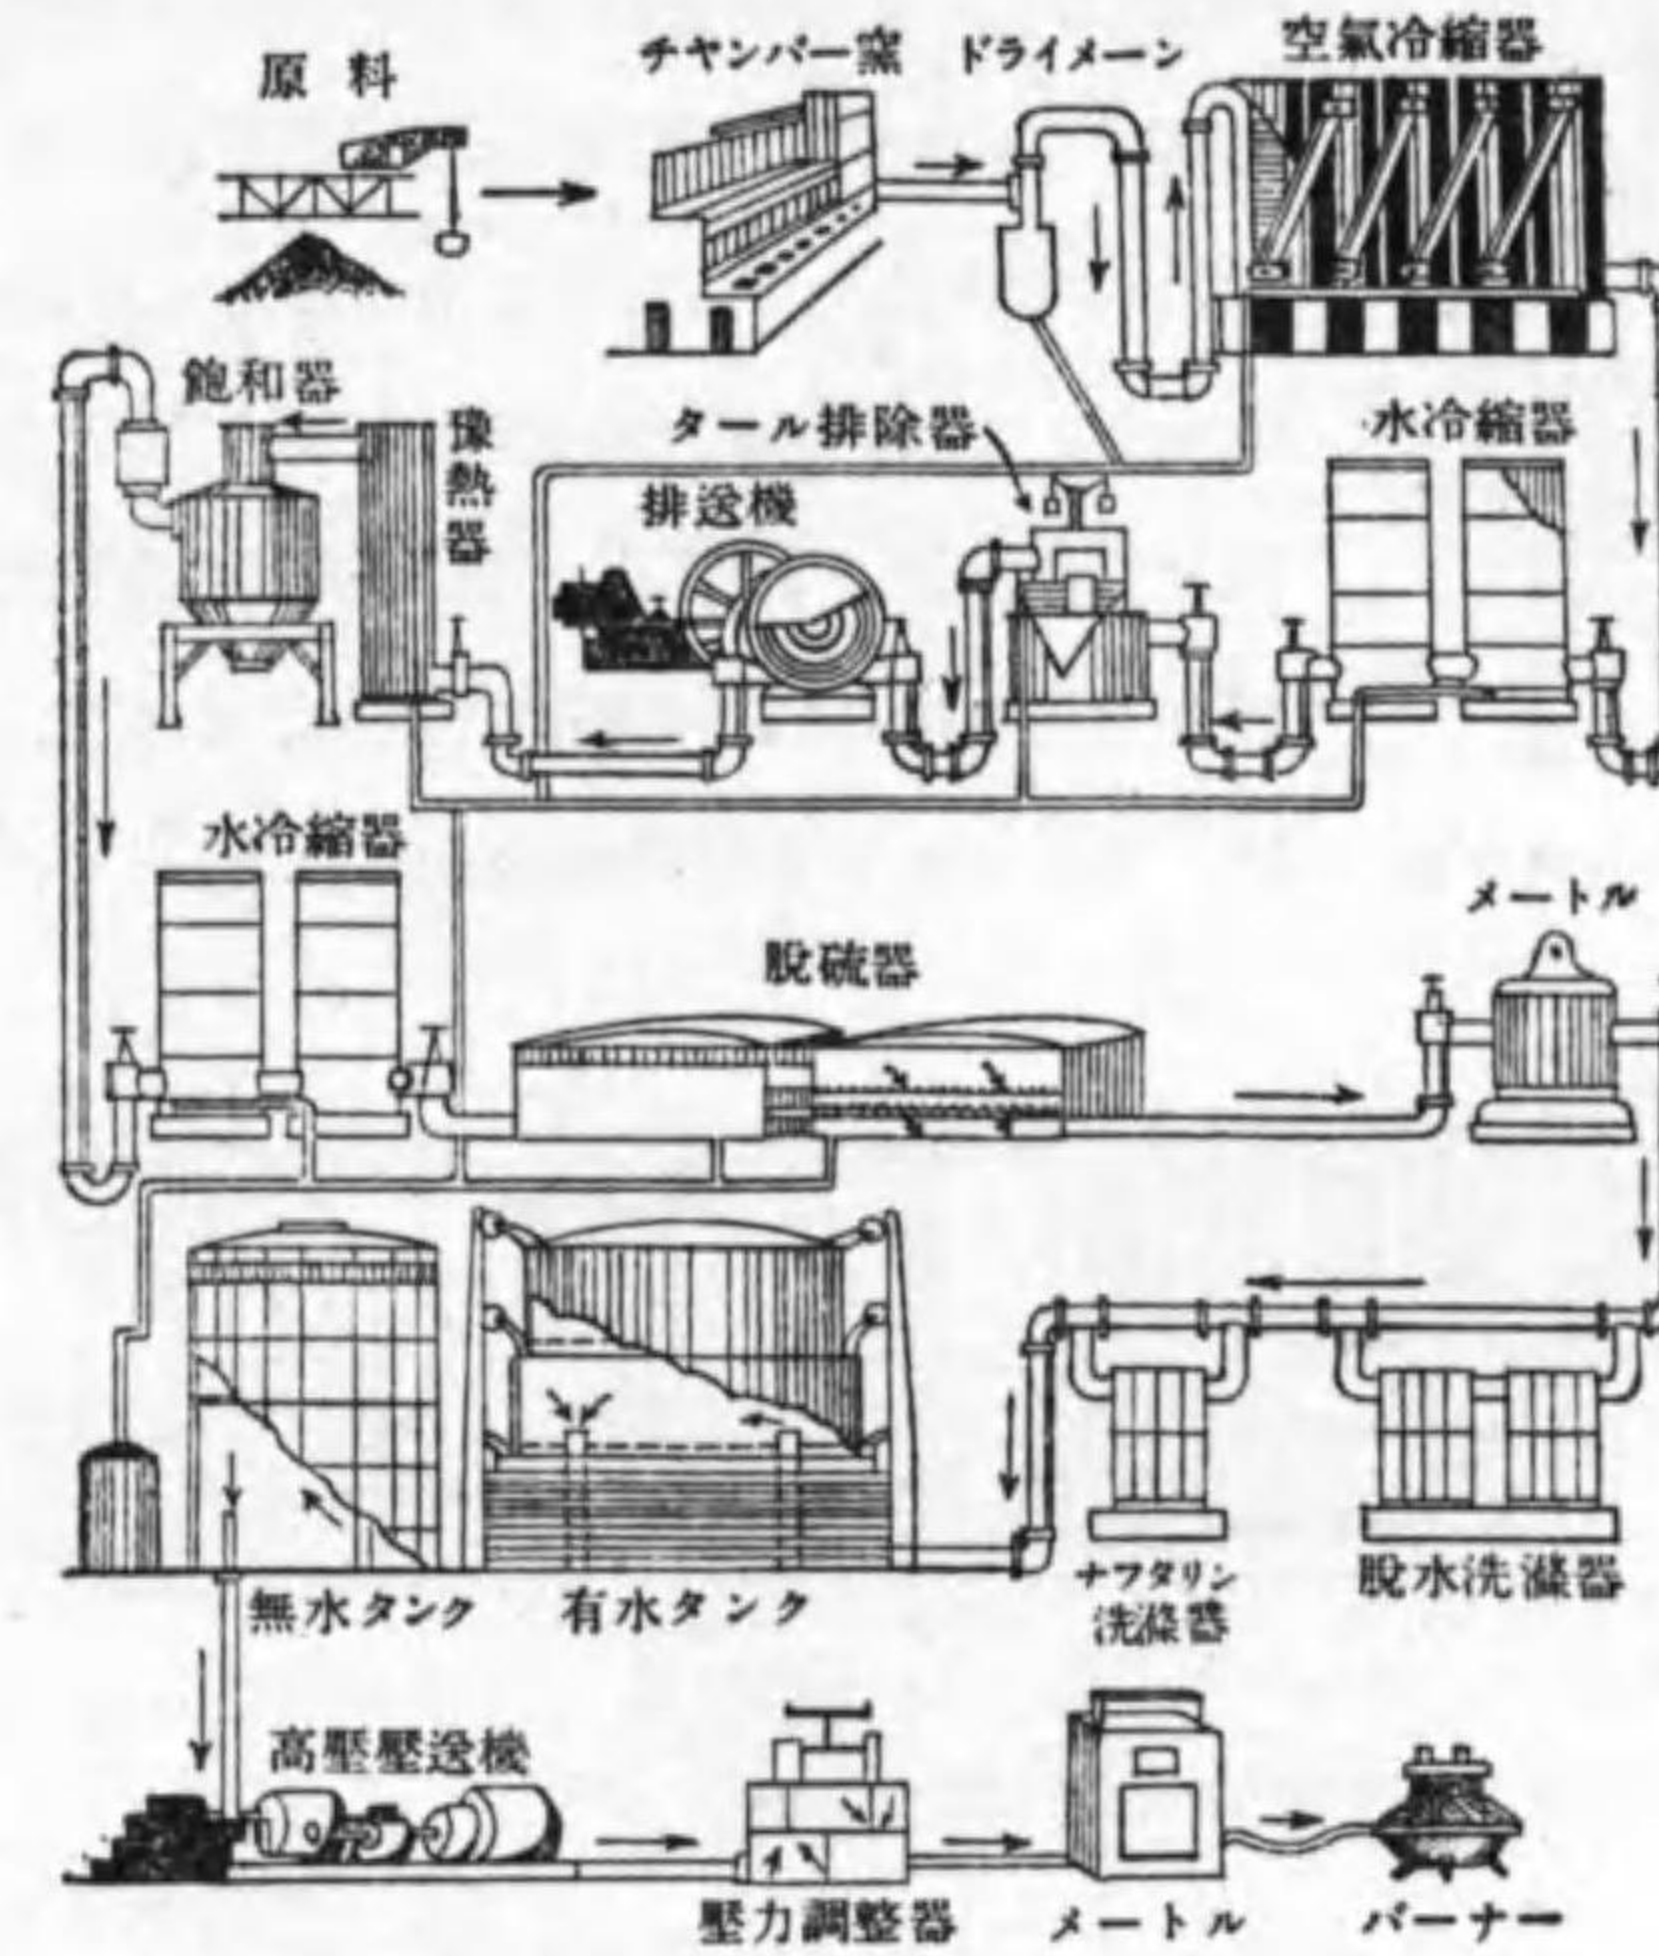 原料
チヤンバー窯
ドライメーン
空氣冷縮器
飽和器
豫熱器
タール排除器
排送機
水冷縮器
水冷縮器
脫硫器
メートル
無水タンク
有水タンク
ナフタリン
洗滌器
脫水洗滌器
高壓壓送機
壓力調整器
メートル
バーナー